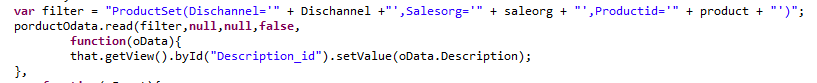 var filter = "ProductSet(Dischannel='" + Dischannel +"',Salesorg='" + saleorg + "',Productid='" + product + "')";
porductOdata.read(filter,null,null,false,
function(oData){
that.getView().byId("Description_id").setValue(oData.Description);
},